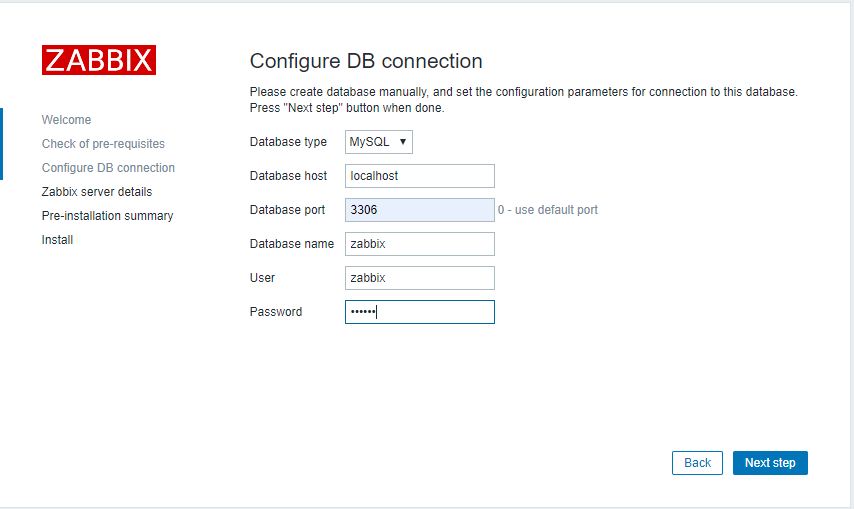 ZABBIX
Welcome
Check of pre-requisites
Configure DB connection
Zabbix server details
Pre-installation summary
Install
Configure DB connection
Please create database manually, and set the configuration parameters for connection to this database.
Press "Next step" button when done.
Database type MySQL ▼
Database host localhost
Database port 3306 0 - use default port
Database name zabbix
User zabbix
Password ••••••
Back Next step